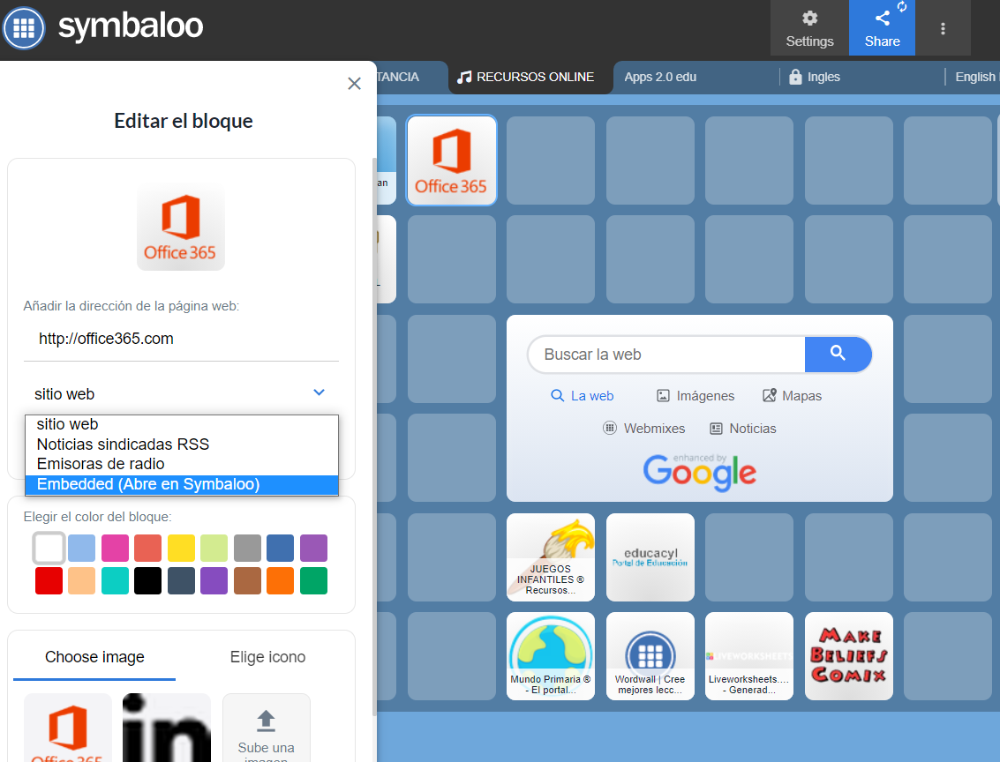 symbaloo
Settings
Share
TANCIA
RECURSOS ONLINE
Apps 2.0 edu
Ingles
English
Editar el bloque
Office 365
Añadir la dirección de la página web:
http://office365.com
sitio web
sitio web
Noticias sindicadas RSS
Emisoras de radio
Embedded (Abre en Symbaloo)
Elegir el color del bloque:
Choose image
Elige icono
Office 365
in
Sube una
imagen
an
Office 365
Buscar la web
La web
Imágenes
Mapas
Webmixes
Noticias
enhanced by
Google
JUEGOS
INFANTILES ®
Recursos...
educacyl
Portal de Educación
Mundo Primaria ®
- El portal...
Wordwall | Cree
mejores lecc...
LIVEWORKSHEETS
Liveworksheets....
- Generad...
MAKE
BELIEFS
COMIX